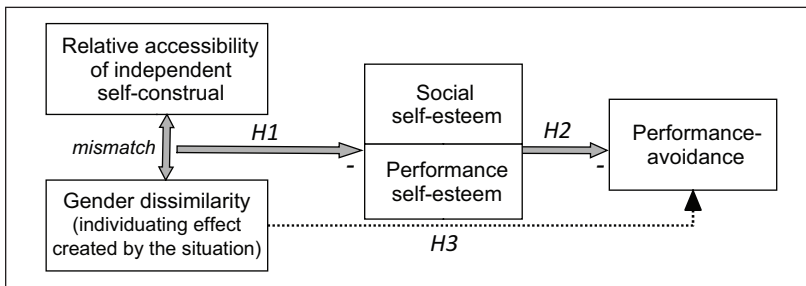 Relative accessibility
of independent
self-construal
mismatch
H1
-
Gender dissimilarity
(individuating effect
created by the situation)
Social
self-esteem
Performance
self-esteem
H2
-
Performance-
avoidance
H3